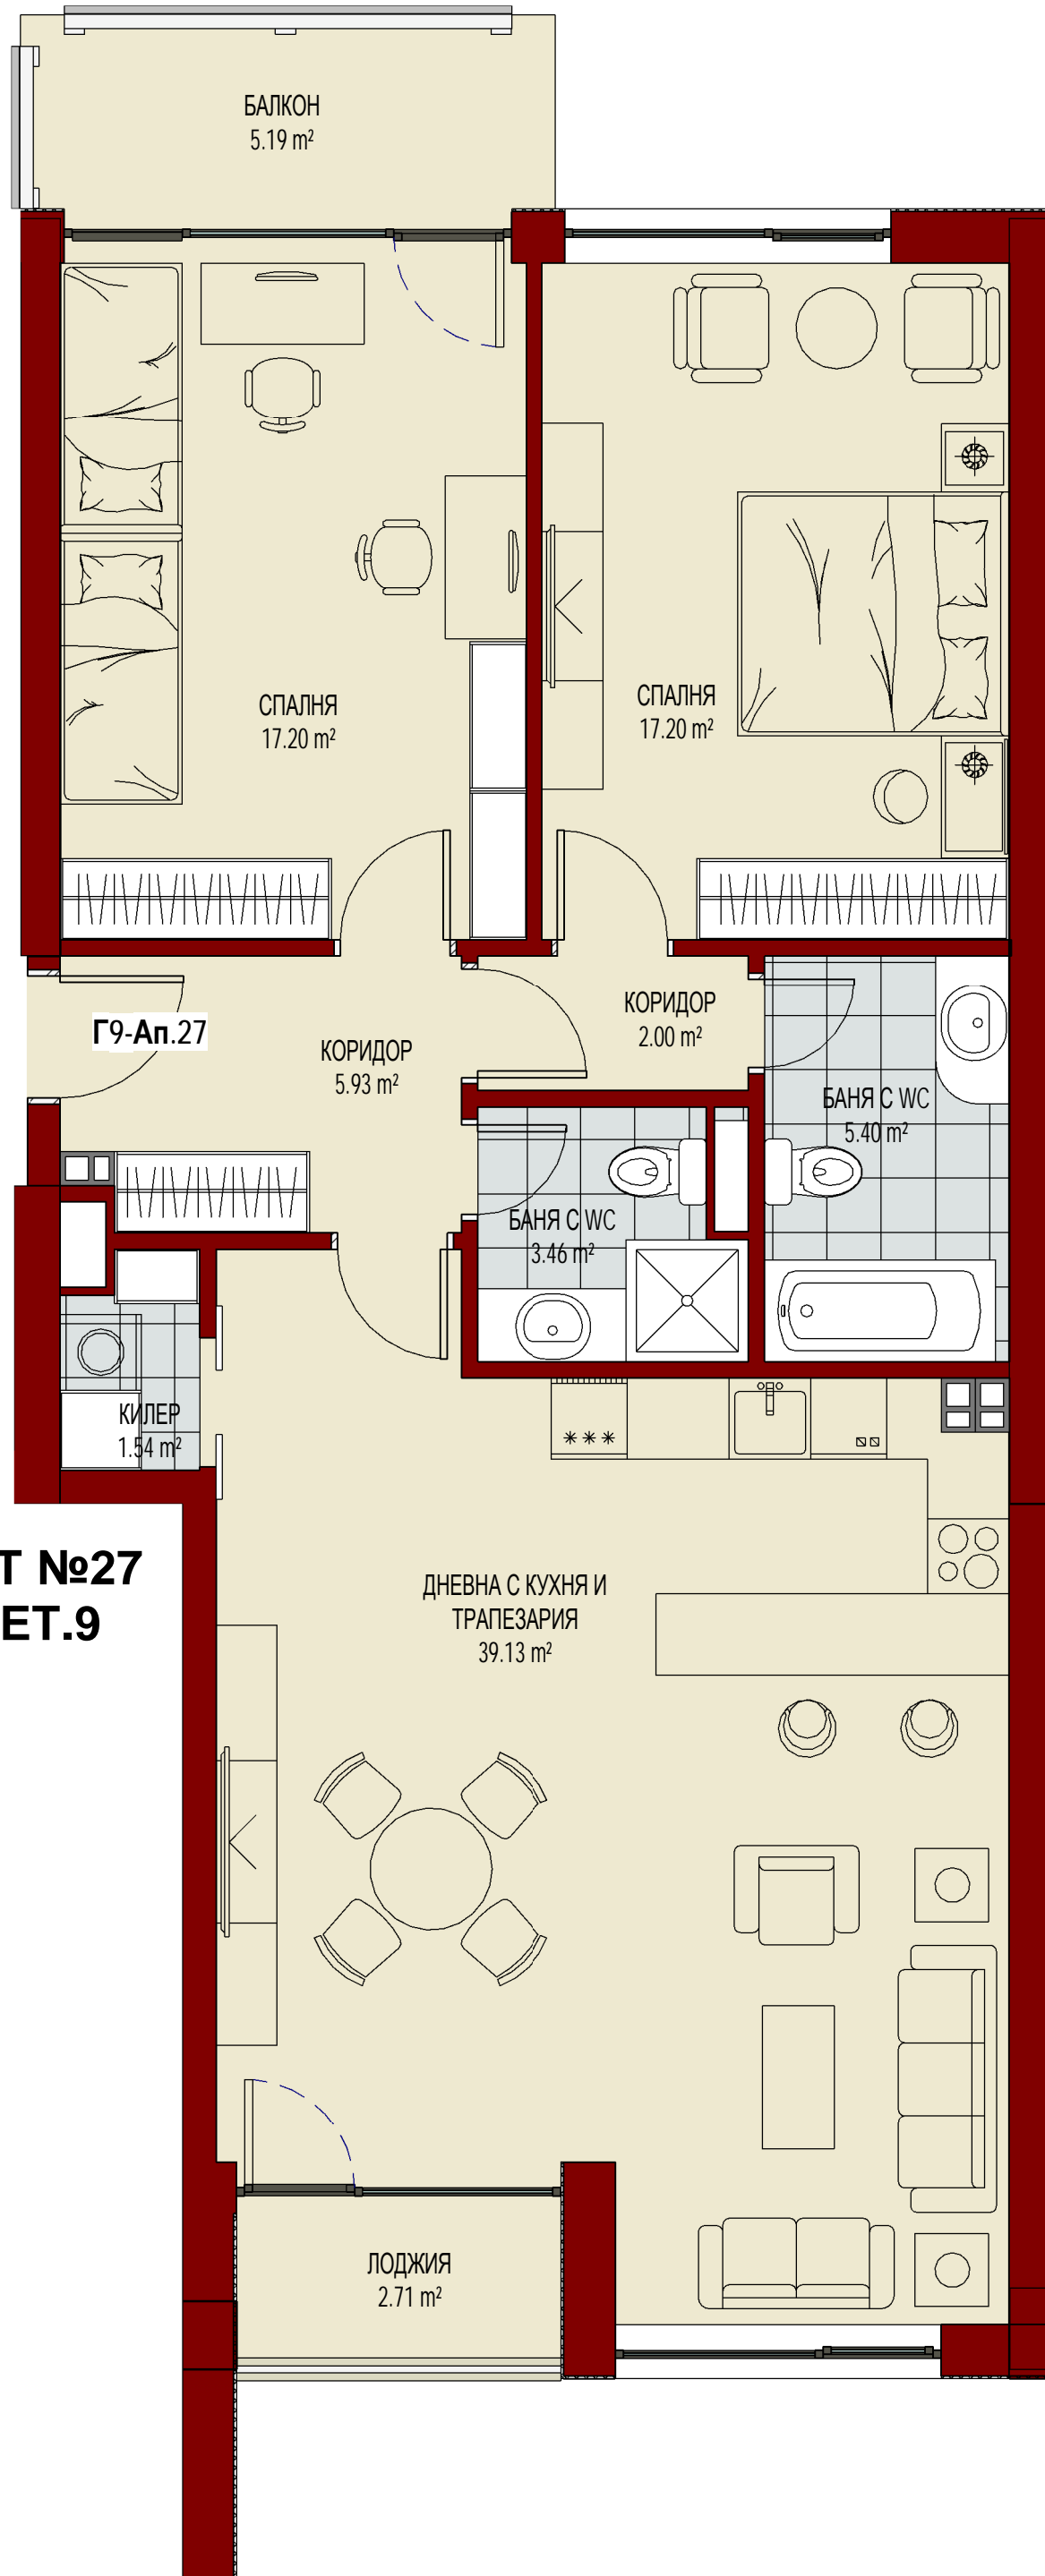 БАЛКОН
5.19 m²
СПАЛНЯ
17.20 m²
СПАЛНЯ
17.20 m²
Г9-Ап.27
КОРИДОР
5.93 m²
КОРИДОР
2.00 m²
БАНЯ С WC
5.40 m²
БАНЯ С WC
3.46 m²
КИЛЕР
1.54 m²
Т №27
ЕТ.9
ДНЕВНА С КУХНЯ И
ТРАПЕЗАРИЯ
39.13 m²
ЛОДЖИЯ
2.71 m²